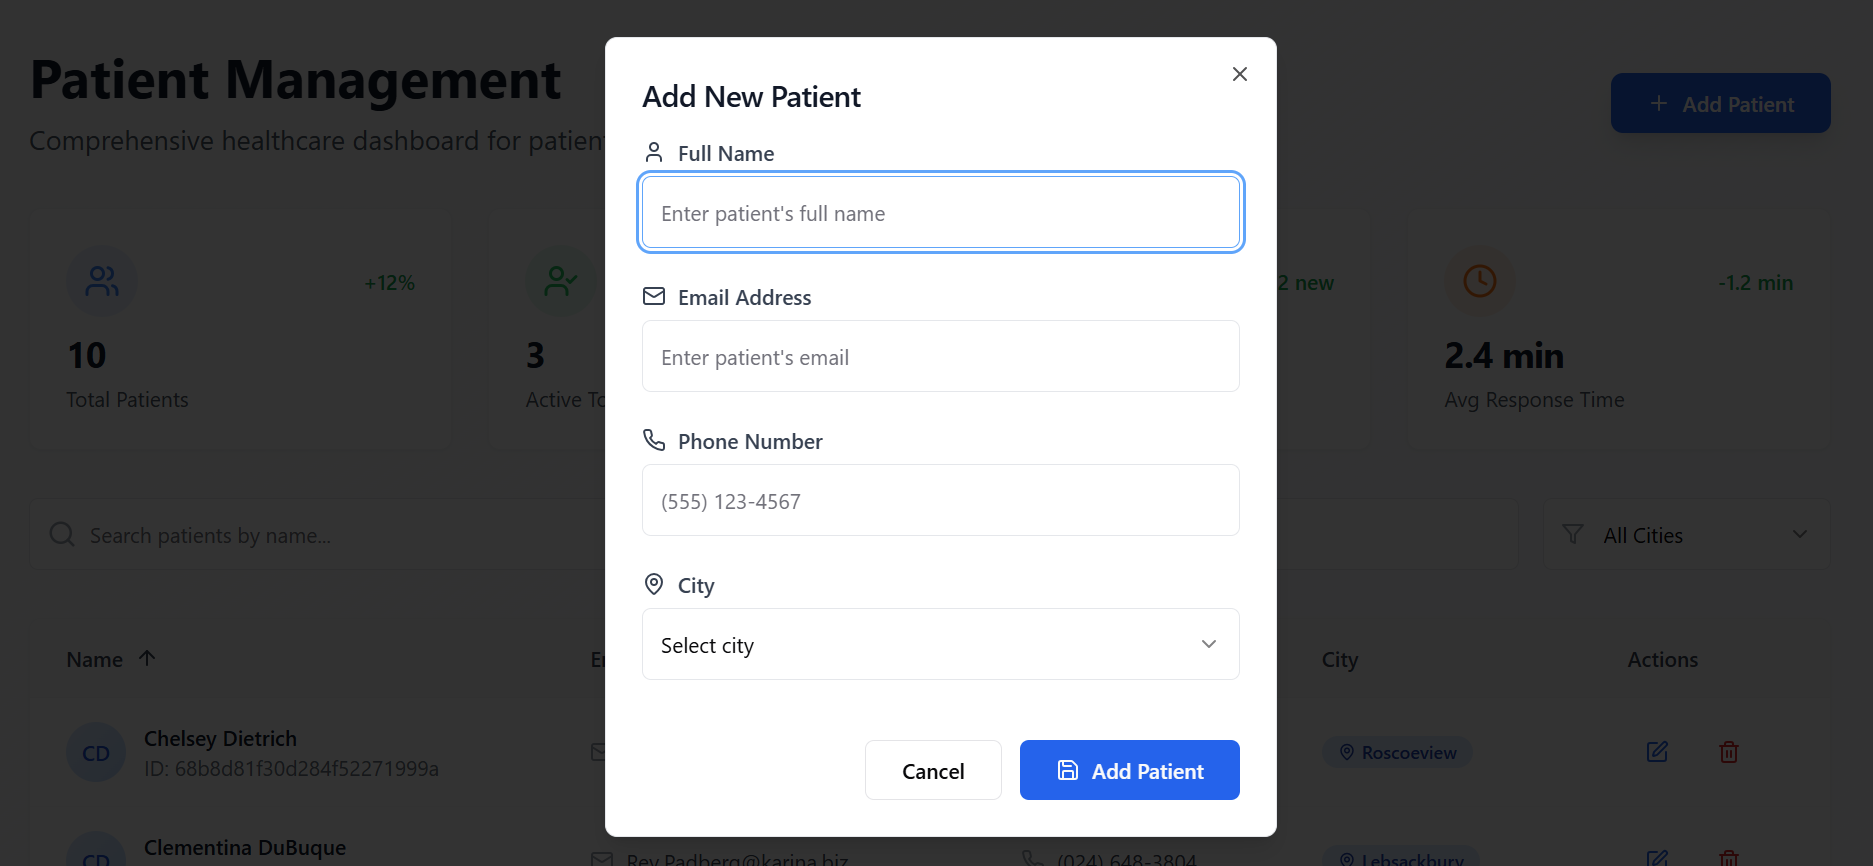 Patient Management
Comprehensive healthcare dashboard for patien
Add Patient
+12%
10
Total Patients
3
Active To
2 new
-1.2 min
2.4 min
Avg Response Time
Search patients by name...
All Cities
Name
City
Actions
CD
Chelsey Dietrich
ID: 68b8d81f30d284f52271999a
Roscoeview
CD
Clementina DuBuque
Rey.Padberg@karina.biz
(024) 648-3804
Lebsackbury
Add New Patient
Full Name
Enter patient's full name
Email Address
Enter patient's email
Phone Number
(555) 123-4567
City
Select city
Cancel
Add Patient